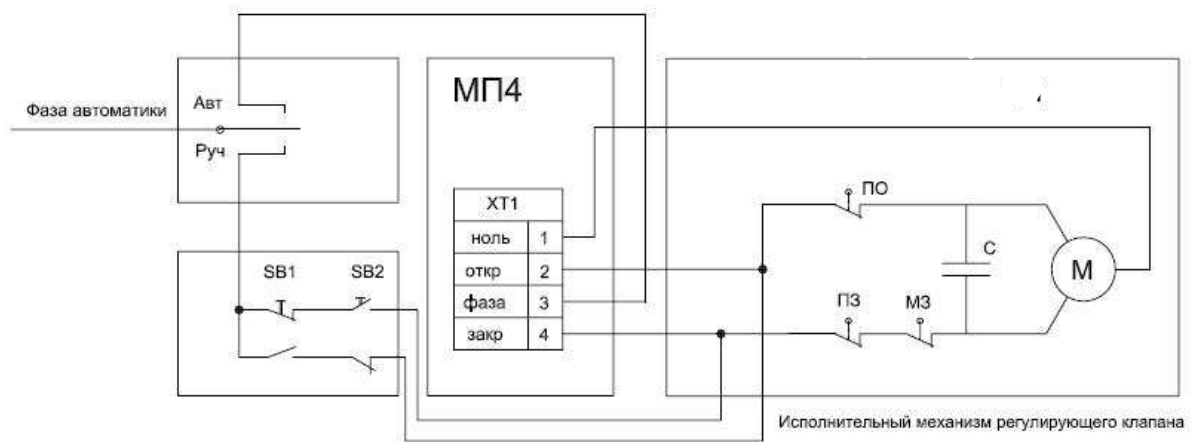 Фаза автоматики
Авт
Руч
МП4
ХТ1
ноль 1
откр 2
фаза 3
закр 4
SB1 SB2
ПО
С
М
ПЗ МЗ
Исполнительный механизм регулирующего клапана